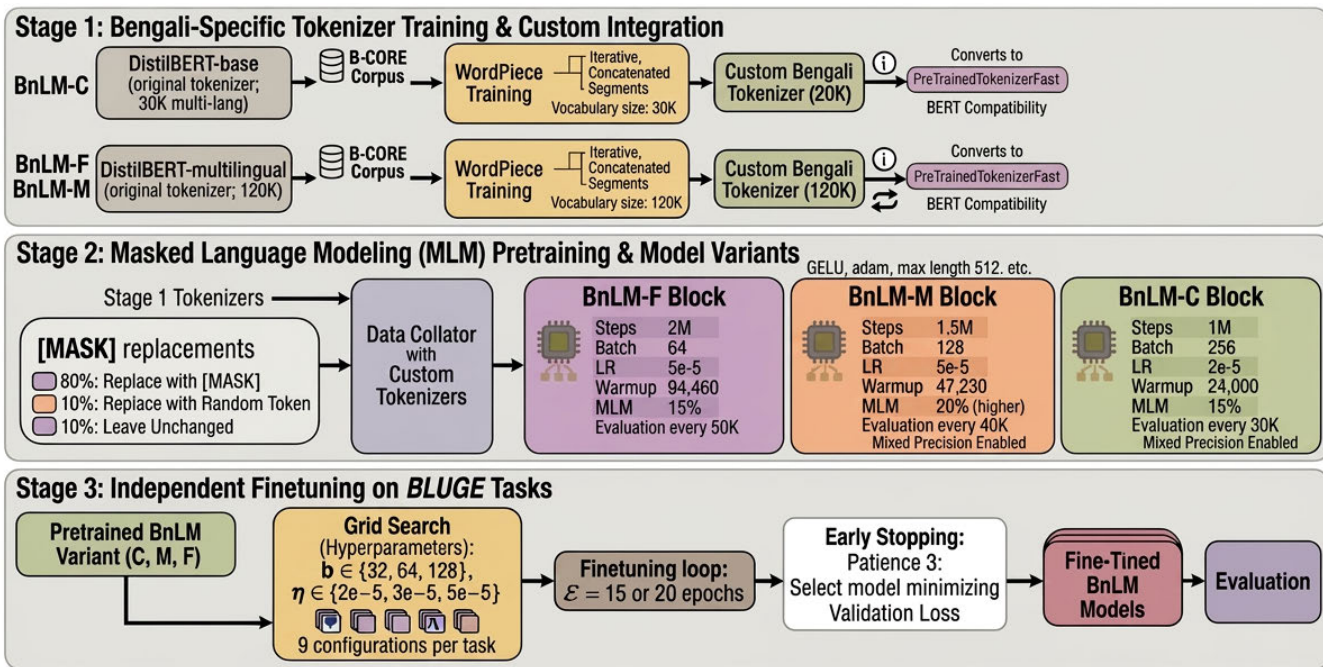 Stage 1: Bengali-Specific Tokenizer Training & Custom Integration
BnLM-C
DistilBERT-base
(original tokenizer;
30K multi-lang)
B-CORE
Corpus
WordPiece
Training
Iterative,
Concatenated
Segments
Vocabulary size: 30K
Custom Bengali
Tokenizer (20K)
i
Converts to
PreTrainedTokenizerFast
BERT Compatibility
BnLM-F
BnLM-M
DistilBERT-multilingual
(original tokenizer; 120K)
B-CORE
Corpus
WordPiece
Training
Iterative,
Concatenated
Segments
Vocabulary size: 120K
Custom Bengali
Tokenizer (120K)
i
Converts to
PreTrainedTokenizerFast
BERT Compatibility
Stage 2: Masked Language Modeling (MLM) Pretraining & Model Variants
Stage 1 Tokenizers
[MASK] replacements
80%: Replace with [MASK]
10%: Replace with Random Token
10%: Leave Unchanged
Data Collator
with
Custom
Tokenizers
GELU, adam, max length 512. etc.
BnLM-F Block
Steps 2M
Batch 64
LR 5e-5
Warmup 94,460
MLM 15%
Evaluation every 50K
BnLM-M Block
Steps 1.5M
Batch 128
LR 5e-5
Warmup 47,230
MLM 20% (higher)
Evaluation every 40K
Mixed Precision Enabled
BnLM-C Block
Steps 1M
Batch 256
LR 2e-5
Warmup 24,000
MLM 15%
Evaluation every 30K
Mixed Precision Enabled
Stage 3: Independent Finetuning on BLUGE Tasks
Pretrained BnLM
Variant (C, M, F)
Grid Search
(Hyperparameters):
b ∈ {32, 64, 128},
η ∈ {2e−5, 3e−5, 5e−5}
9 configurations per task
Finetuning loop:
ℰ = 15 or 20 epochs
Early Stopping:
Patience 3:
Select model minimizing
Validation Loss
Fine-Tined
BnLM
Models
Evaluation